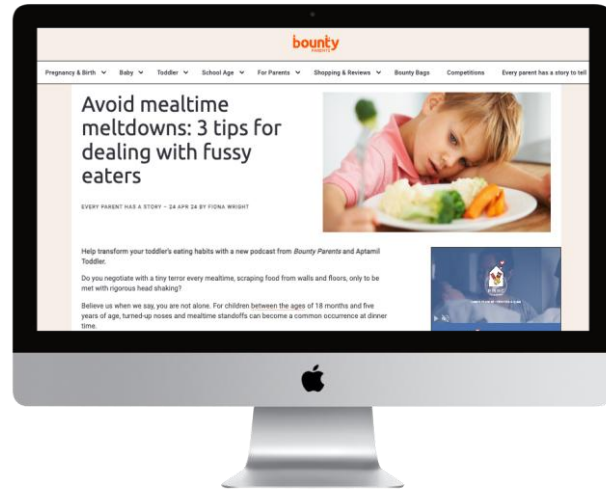 bounty
PARENTS
Pregnancy & Birth Baby Toddler School Age For Parents Shopping & Reviews Bounty Bags Competitions Every parent has a story to tell
Avoid mealtime
meltdowns: 3 tips for
dealing with fussy
eaters
EVERY PARENT HAS A STORY - 24 APR 24 BY FIONA WRIGHT
Help transform your toddler's eating habits with a new podcast from Bounty Parents and Aptamil
Toddler.
Do you negotiate with a tiny terror every mealtime, scraping food from walls and floors, only to be
met with rigorous head shaking?
Believe us when we say, you are not alone. For children between the ages of 18 months and five
years of age, turned-up noses and mealtime standoffs can become a common occurrence at dinner
time.